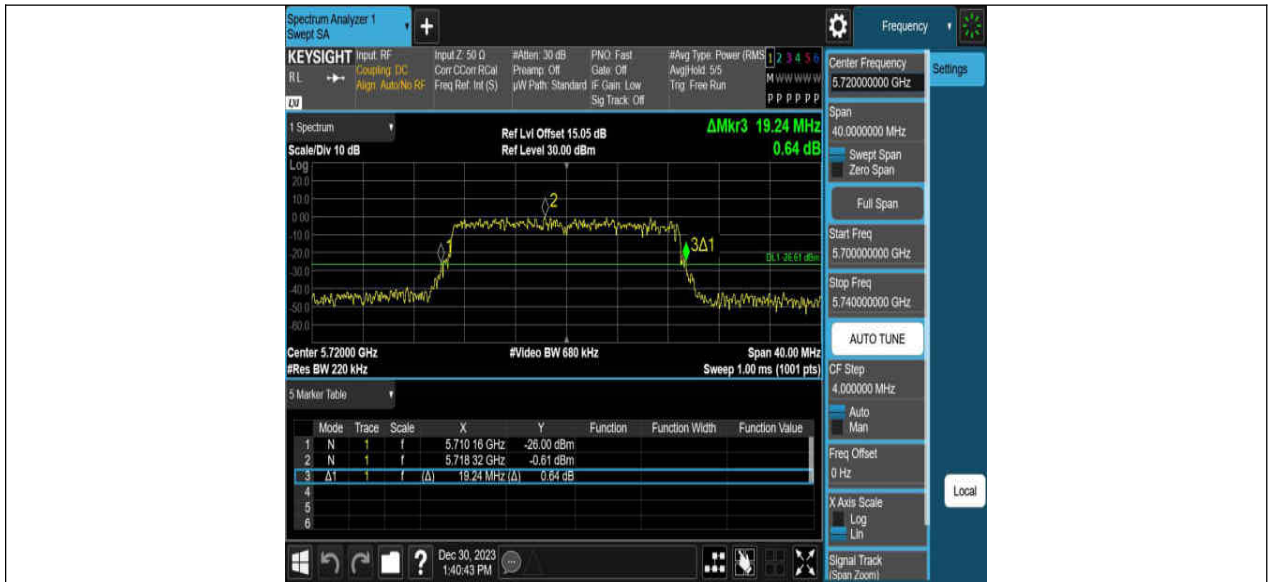 Spectrum Analyzer 1
Swept SA
+
Frequency
KEYSIGHT
RL
LXI
Input: RF
Coupling: DC
Align: Auto/No RF
Input Z: 50 Ω
Corr CCorr RCal
Freq Ref: Int (S)
#Atten: 30 dB
Preamp: Off
µW Path: Standard
PNO: Fast
Gate: Off
IF Gain: Low
Sig Track: Off
#Avg Type: Power (RMS
Avg|Hold: 5/5
Trig: Free Run
1 2 3 4 5 6
M W W W W W
P P P P P P
1 Spectrum
Scale/Div 10 dB
Ref Lvl Offset 15.05 dB
Ref Level 30.00 dBm
ΔMkr3 19.24 MHz
0.64 dB
Log
20.0
10.0
0.00
-10.0
-20.0
-30.0
-40.0
-50.0
-60.0
1
2
3Δ1
DL1 -26.61 dBm
Center 5.72000 GHz
#Res BW 220 kHz
#Video BW 680 kHz
Span 40.00 MHz
Sweep 1.00 ms (1001 pts)
5 Marker Table
Mode Trace Scale X Y Function Function Width Function Value
1 N 1 f 5.710 16 GHz -26.00 dBm
2 N 1 f 5.718 32 GHz -0.61 dBm
3 Δ1 1 f (Δ) 19.24 MHz (Δ) 0.64 dB
4
5
6
?
Dec 30, 2023
1:40:43 PM
Center Frequency
5.720000000 GHz
Span
40.0000000 MHz
Swept Span
Zero Span
Full Span
Start Freq
5.700000000 GHz
Stop Freq
5.740000000 GHz
AUTO TUNE
CF Step
4.000000 MHz
Auto
Man
Freq Offset
0 Hz
X Axis Scale
Log
Lin
Signal Track
(Span Zoom)
Settings
Local